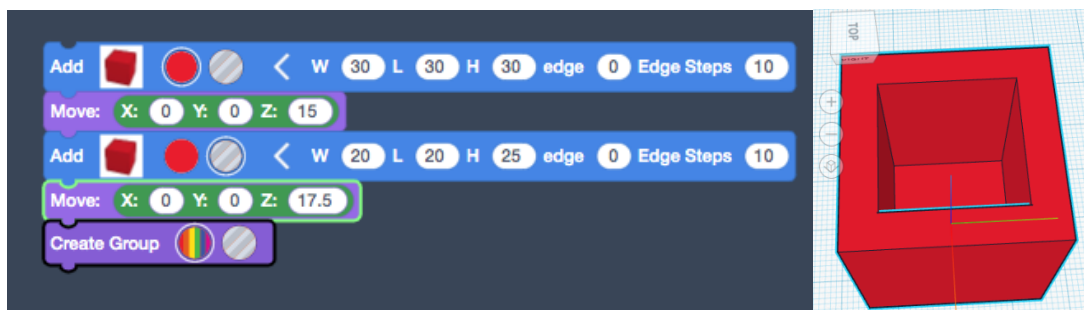 Add < W 30 L 30 H 30 edge 0 Edge Steps 10
Move: X: 0 Y: 0 Z: 15
Add < W 20 L 20 H 25 edge 0 Edge Steps 10
Move: X: 0 Y: 0 Z: 17.5
Create Group
TOP